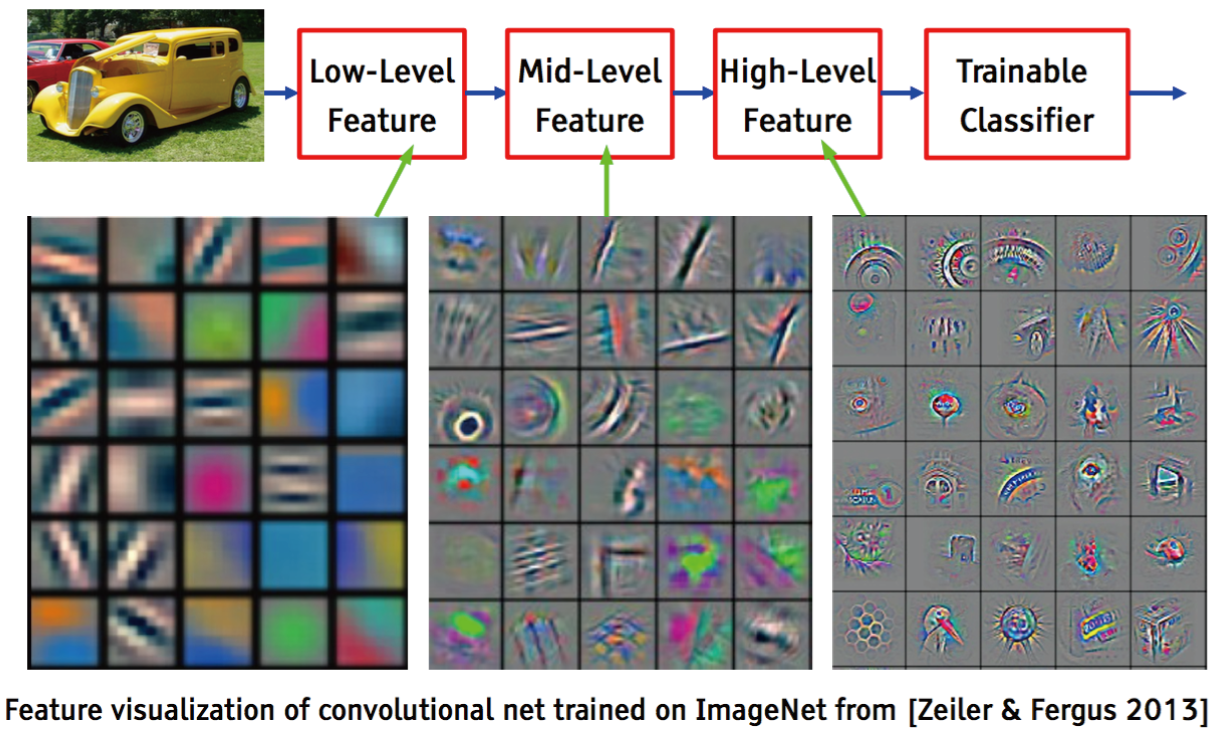 Low-Level
Feature
Mid-Level
Feature
High-Level
Feature
Trainable
Classifier
Feature visualization of convolutional net trained on ImageNet from [Zeiler & Fergus 2013]